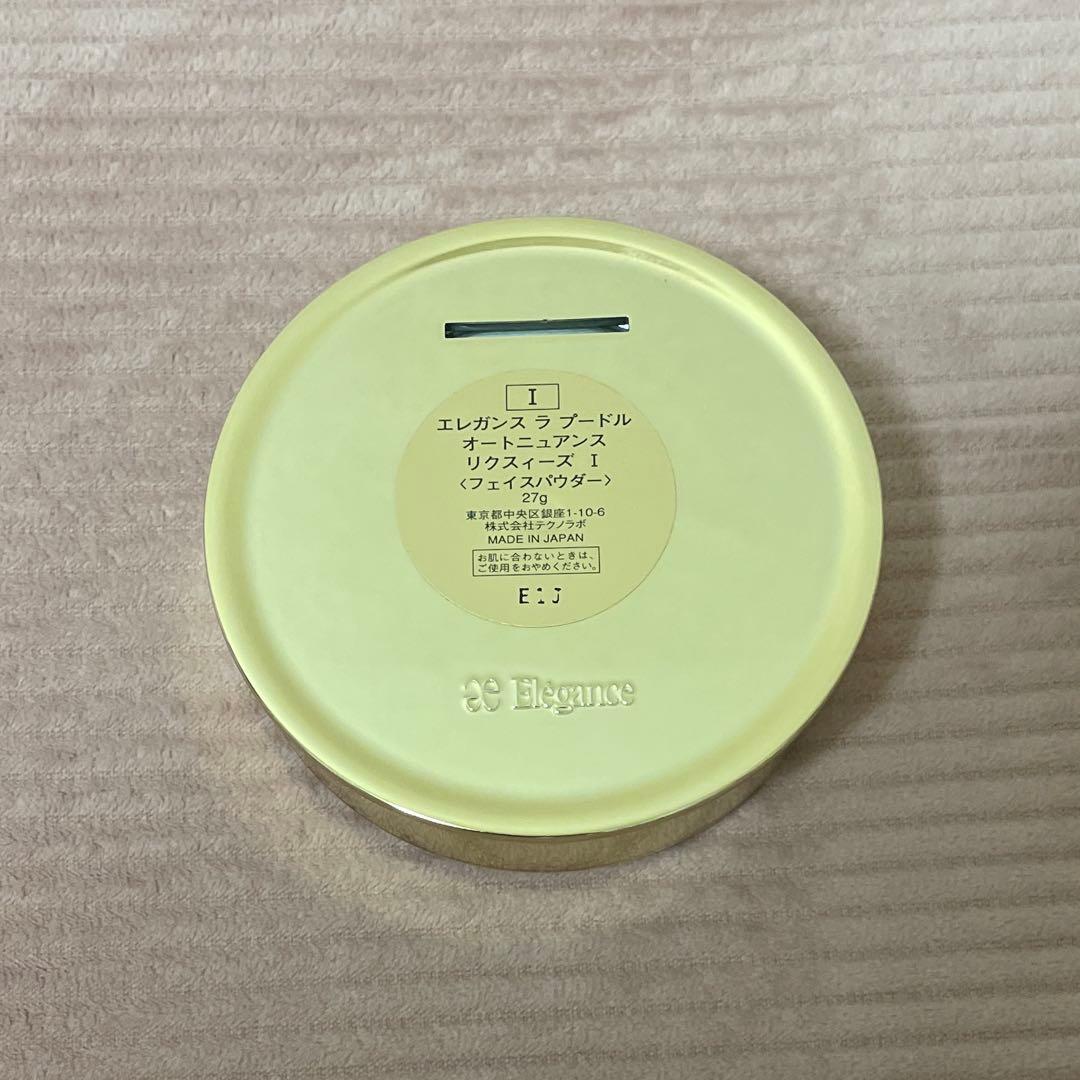 I
エレガンス ラ プードル
オートニュアンス
リクスィーズ I
〈フェイスパウダー〉
27g
東京都中央区銀座1-10-6
株式会社テクノラボ
MADE IN JAPAN
お肌に合わないときは、
ご使用をおやめください。
E1J
Elégance